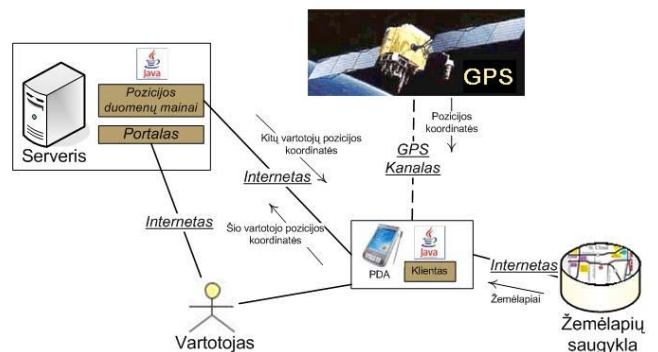 Java
Pozicijos
duomenų mainai
Portalas
Serveris
GPS
Pozicijos
koordinatės
GPS
Kanalas
Kitų vartotojų pozicijos
koordinatės
Internetas
Šio vartotojo pozicijos
koordinatės
Internetas
Vartotojas
PDA
Java
Klientas
Internetas
Žemėlapiai
Žemėlapių
saugykla